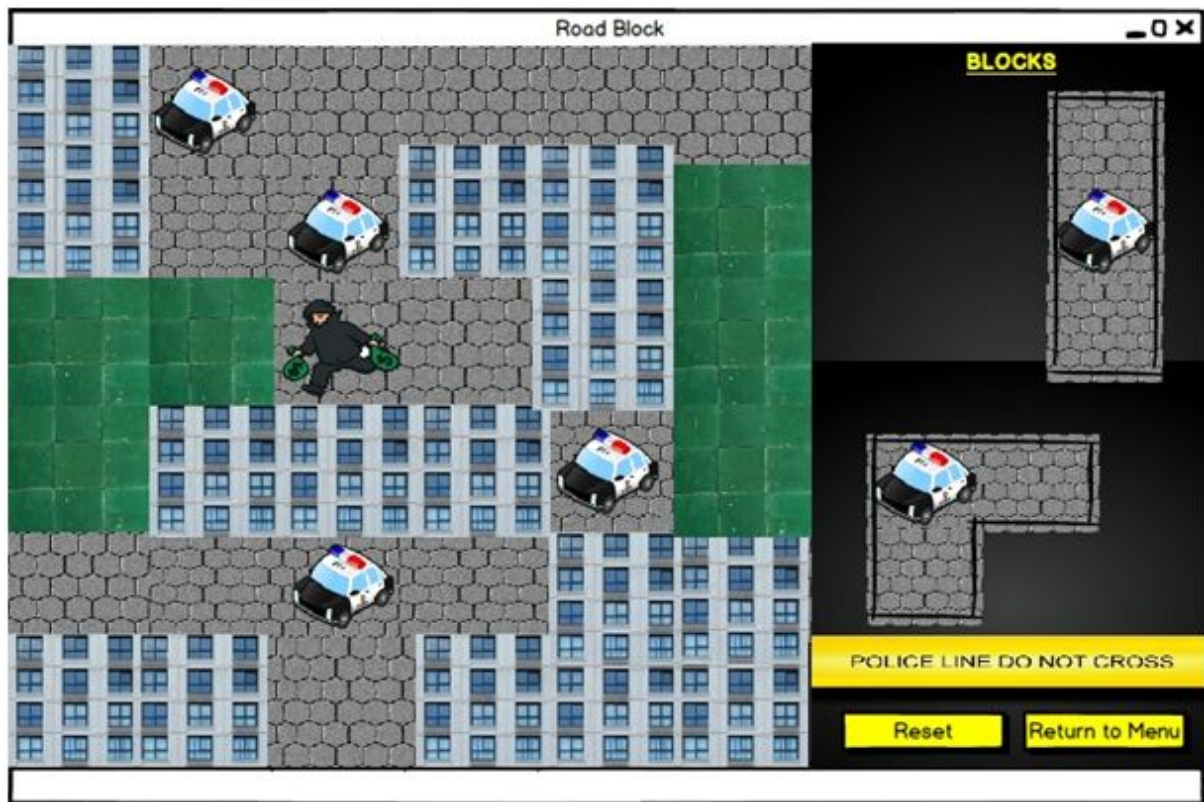 Road Block
BLOCKS
POLICE LINE DO NOT CROSS
Reset
Return to Menu